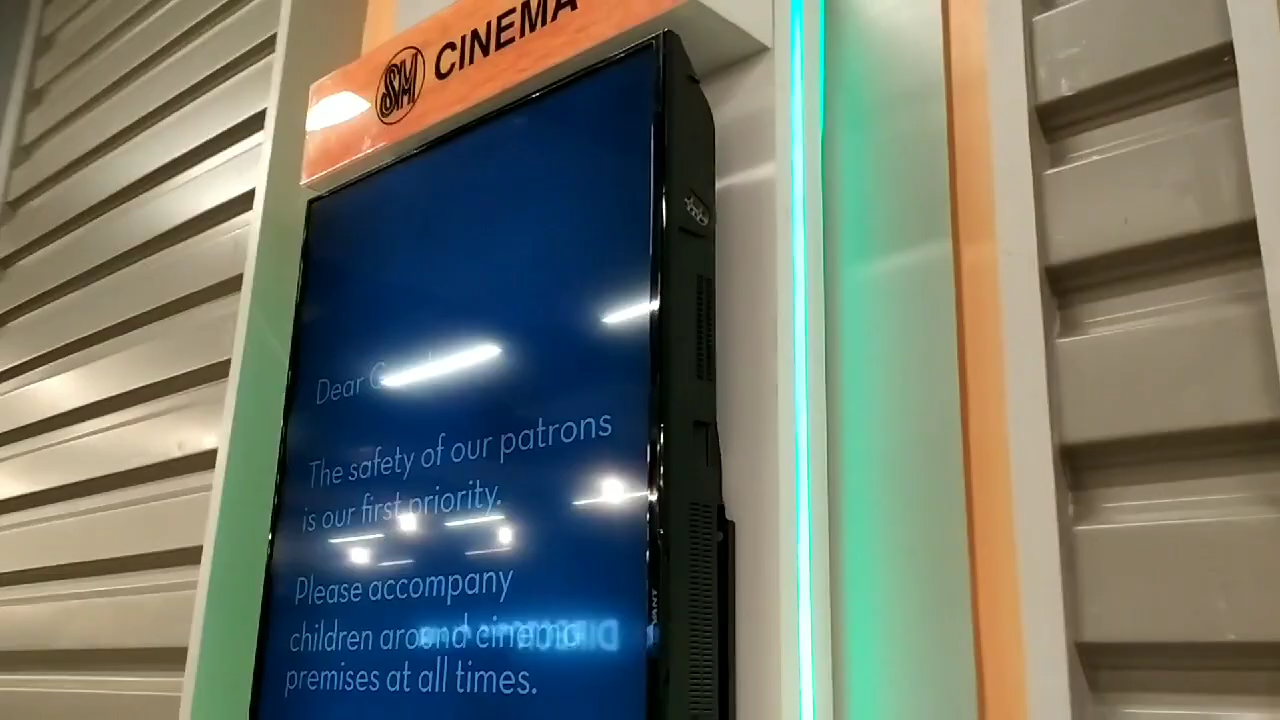 SM CINEMA
Dear
The safety of our patrons
is our first priority.
Please accompany
children around cinema
premises at all times.